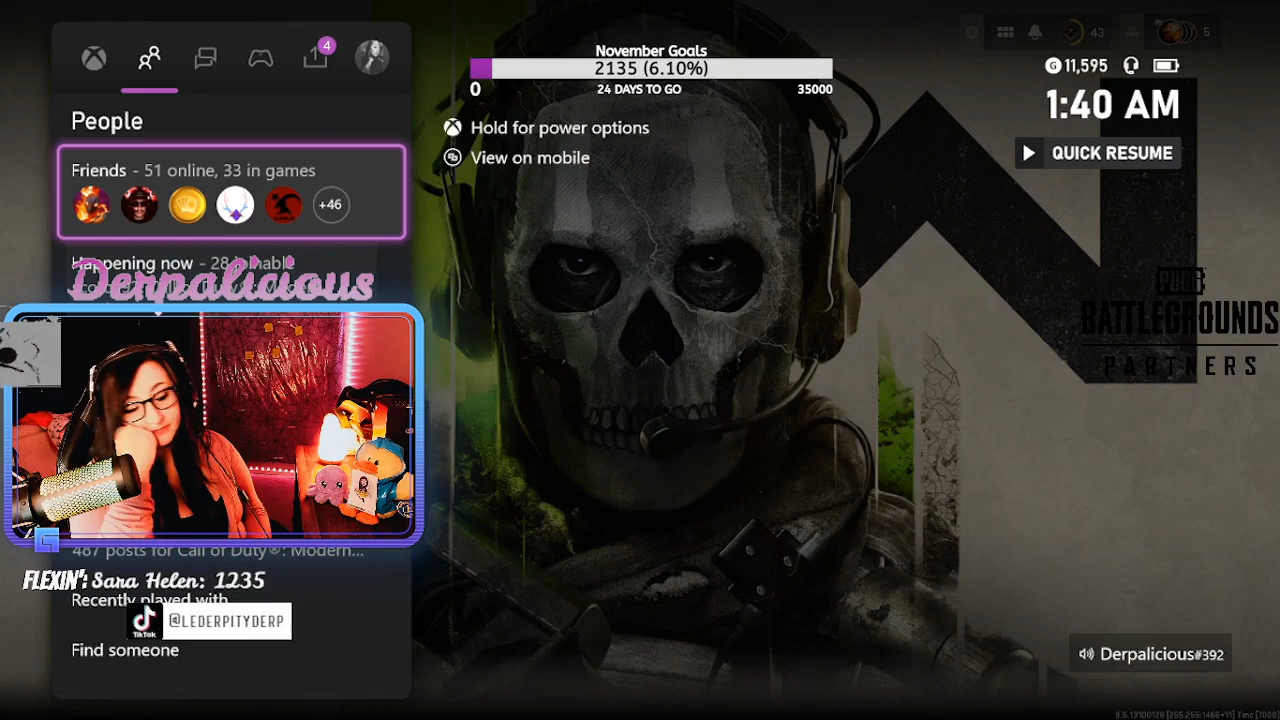 4
People
Friends - 51 online, 33 in games
+46
Happening now - 28 joinable
Derpalicious
487 posts for Call of Duty®: Modern...
FLEXIN': Sara Helen: 1235
Recently played with
TikTok
@LEDERPITYDERP
Find someone
November Goals
2135 (6.10%)
0
24 DAYS TO GO
35000
Hold for power options
View on mobile
43
5
G 11,595
1:40 AM
QUICK RESUME
PUBG
BATTLEGROUNDS
PARTNERS
Derpalicious#392